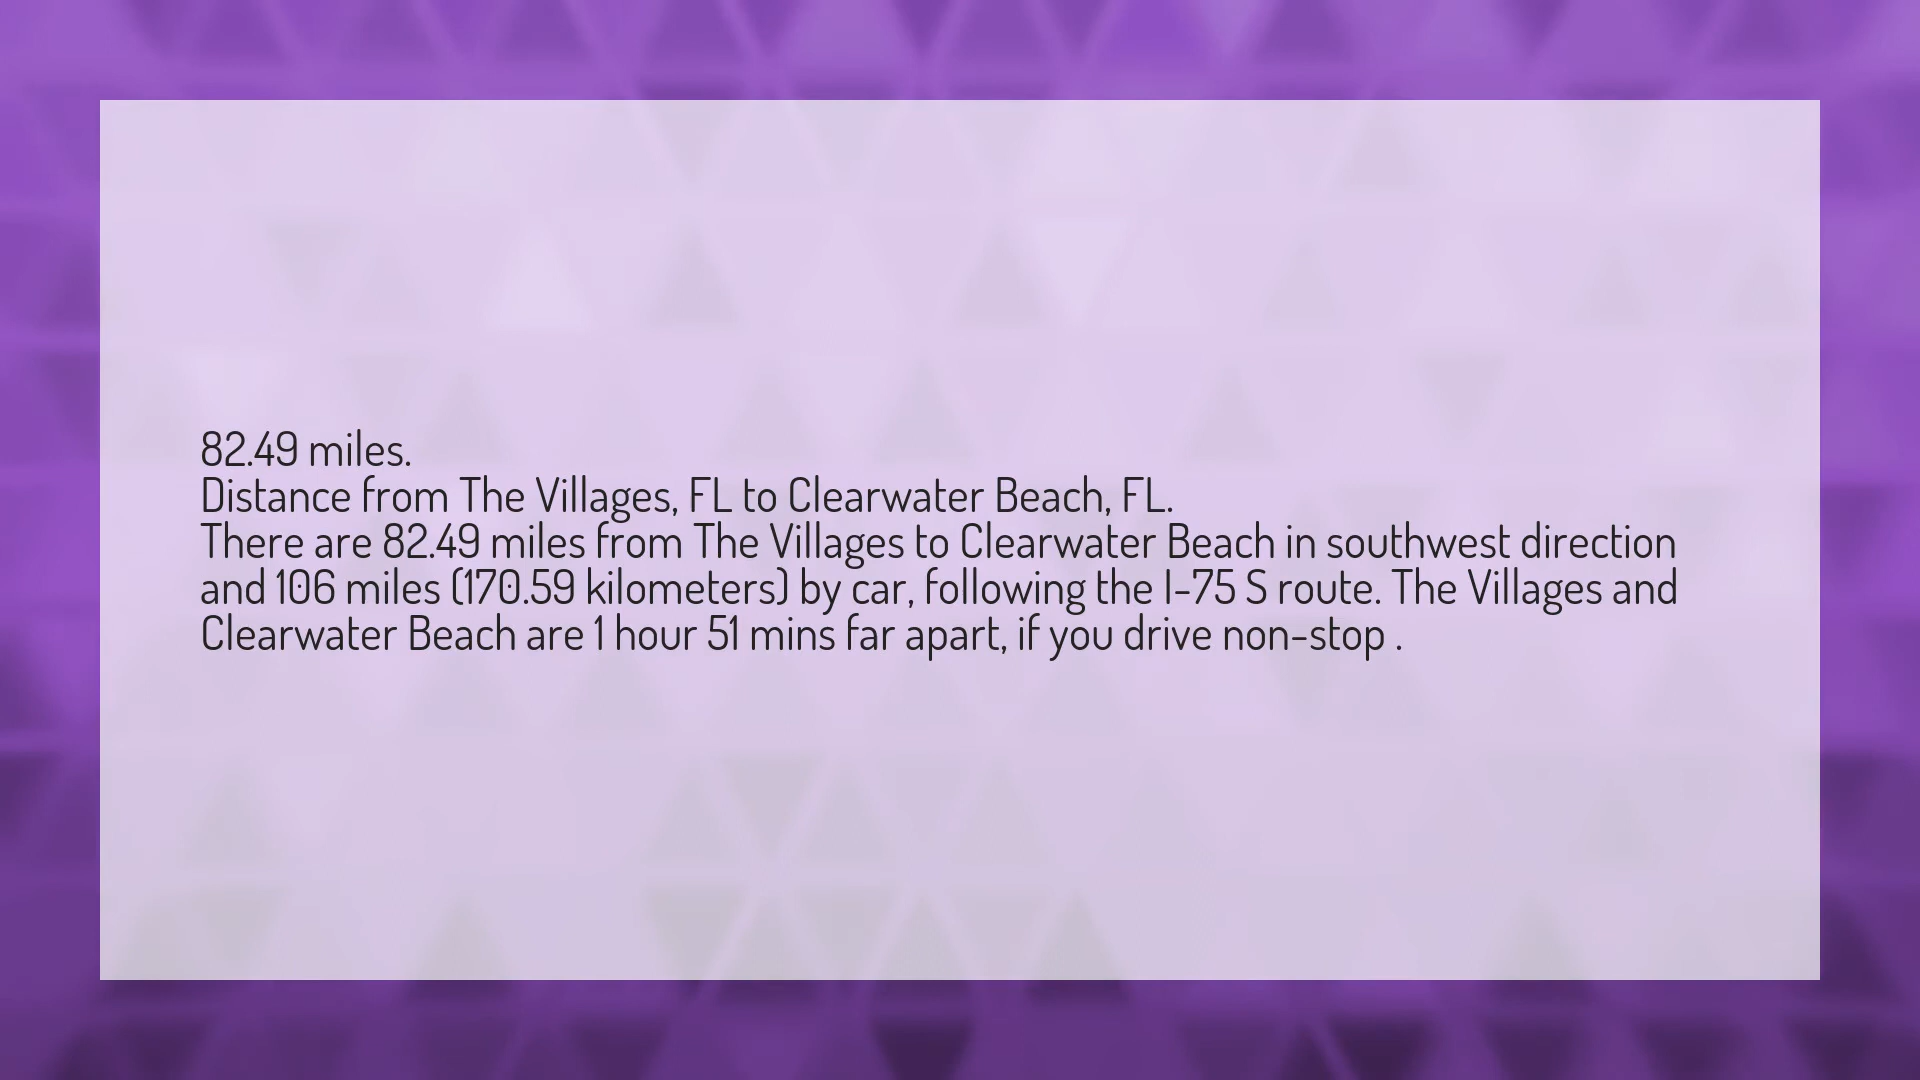 82.49 miles.
Distance from The Villages, FL to Clearwater Beach, FL.
There are 82.49 miles from The Villages to Clearwater Beach in southwest direction
and 106 miles (170.59 kilometers) by car, following the I-75 S route. The Villages and
Clearwater Beach are 1 hour 51 mins far apart, if you drive non-stop .